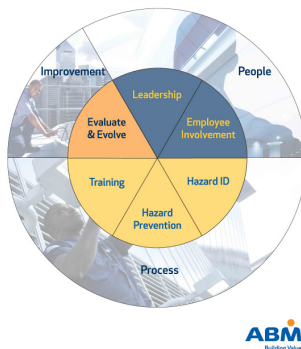 Improvement
People
Leadership
Evaluate
& Evolve
Employee
Involvement
Training
Hazard ID
Hazard
Prevention
Process
ABM
Building Value